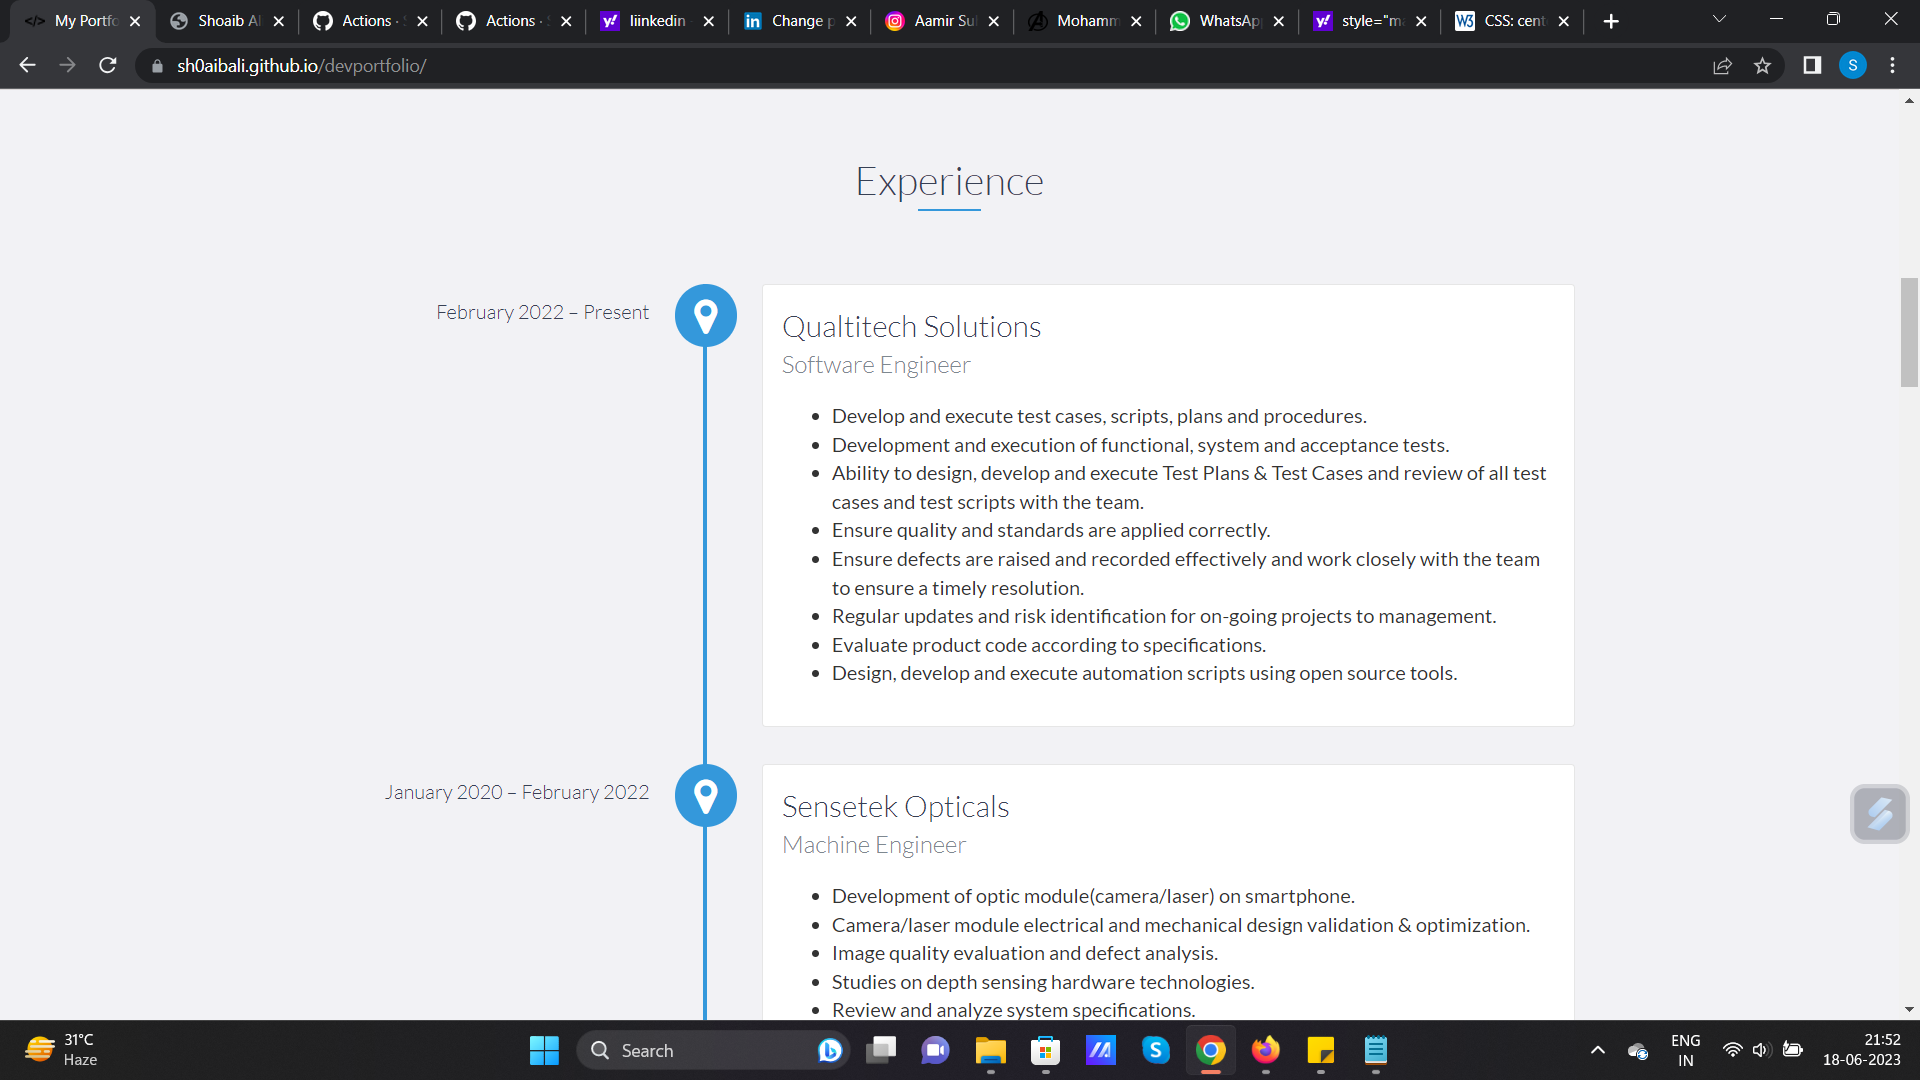 My Portfo
Shoaib Al
Actions ·
Actions ·
liinkedin
Change p
Aamir Sul
Mohamm
WhatsApp
style="ma
CSS: cent
sh0aibali.github.io/devportfolio/
S
Experience
February 2022 – Present
Qualtitech Solutions
Software Engineer
Develop and execute test cases, scripts, plans and procedures.
Development and execution of functional, system and acceptance tests.
Ability to design, develop and execute Test Plans & Test Cases and review of all test
cases and test scripts with the team.
Ensure quality and standards are applied correctly.
Ensure defects are raised and recorded effectively and work closely with the team
to ensure a timely resolution.
Regular updates and risk identification for on-going projects to management.
Evaluate product code according to specifications.
Design, develop and execute automation scripts using open source tools.
January 2020 – February 2022
Sensetek Opticals
Machine Engineer
Development of optic module(camera/laser) on smartphone.
Camera/laser module electrical and mechanical design validation & optimization.
Image quality evaluation and defect analysis.
Studies on depth sensing hardware technologies.
Review and analyze system specifications.
31°C
Haze
Search
ENG
IN
21:52
18-06-2023